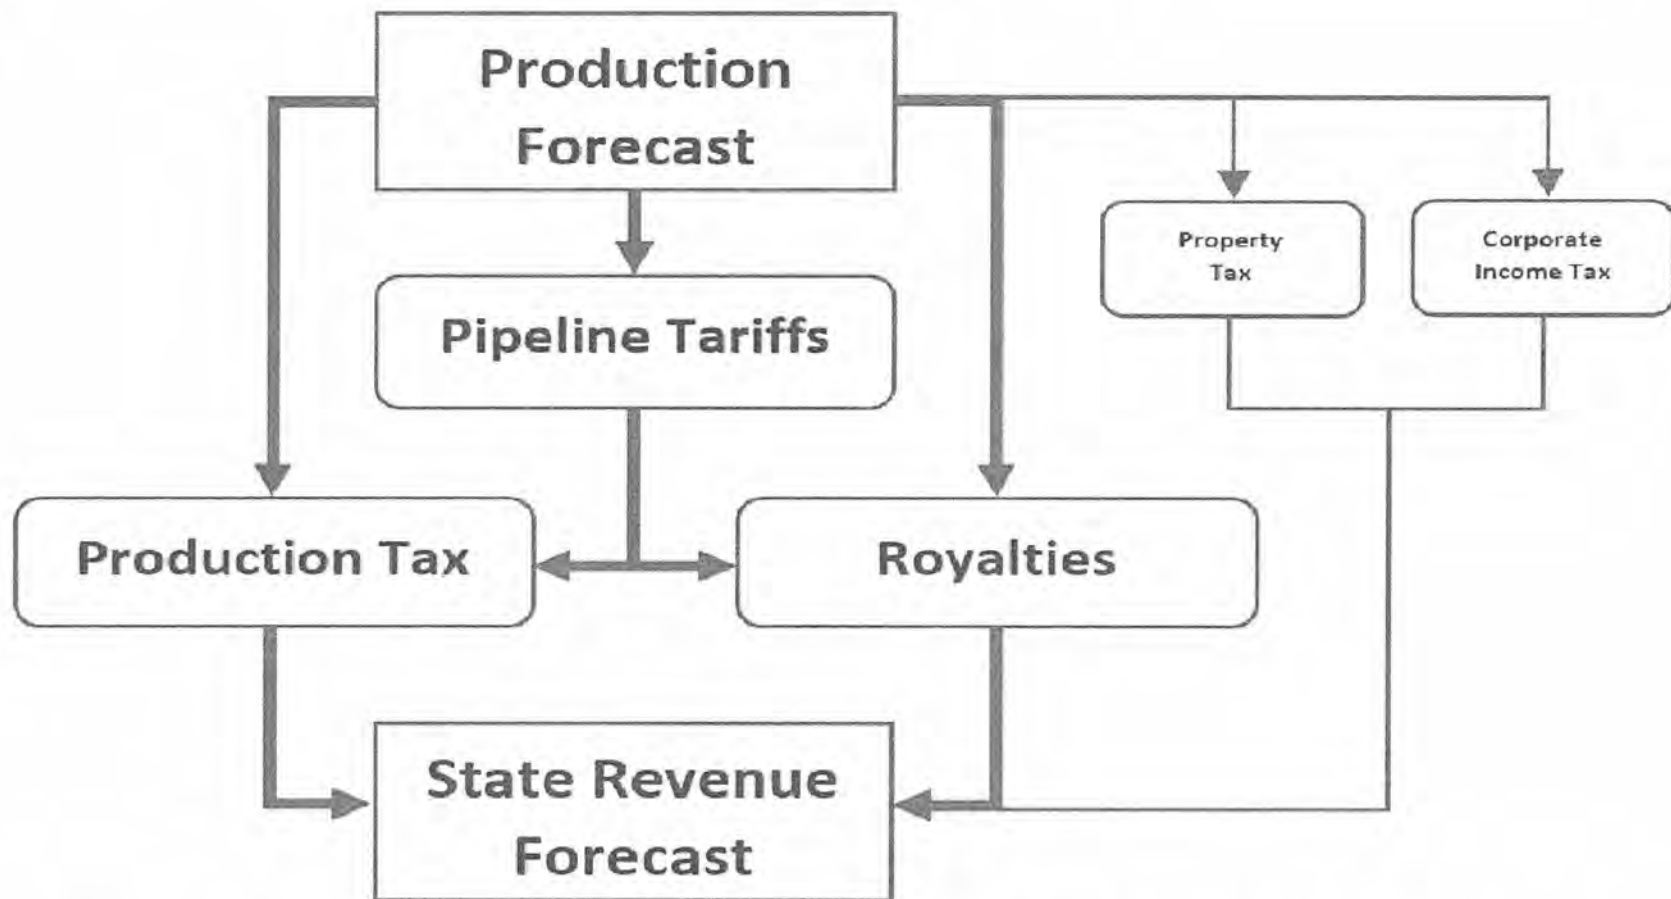 Production
Forecast
Property
Tax
Corporate
Income Tax
Pipeline Tariffs
Production Tax
Royalties
State Revenue
Forecast